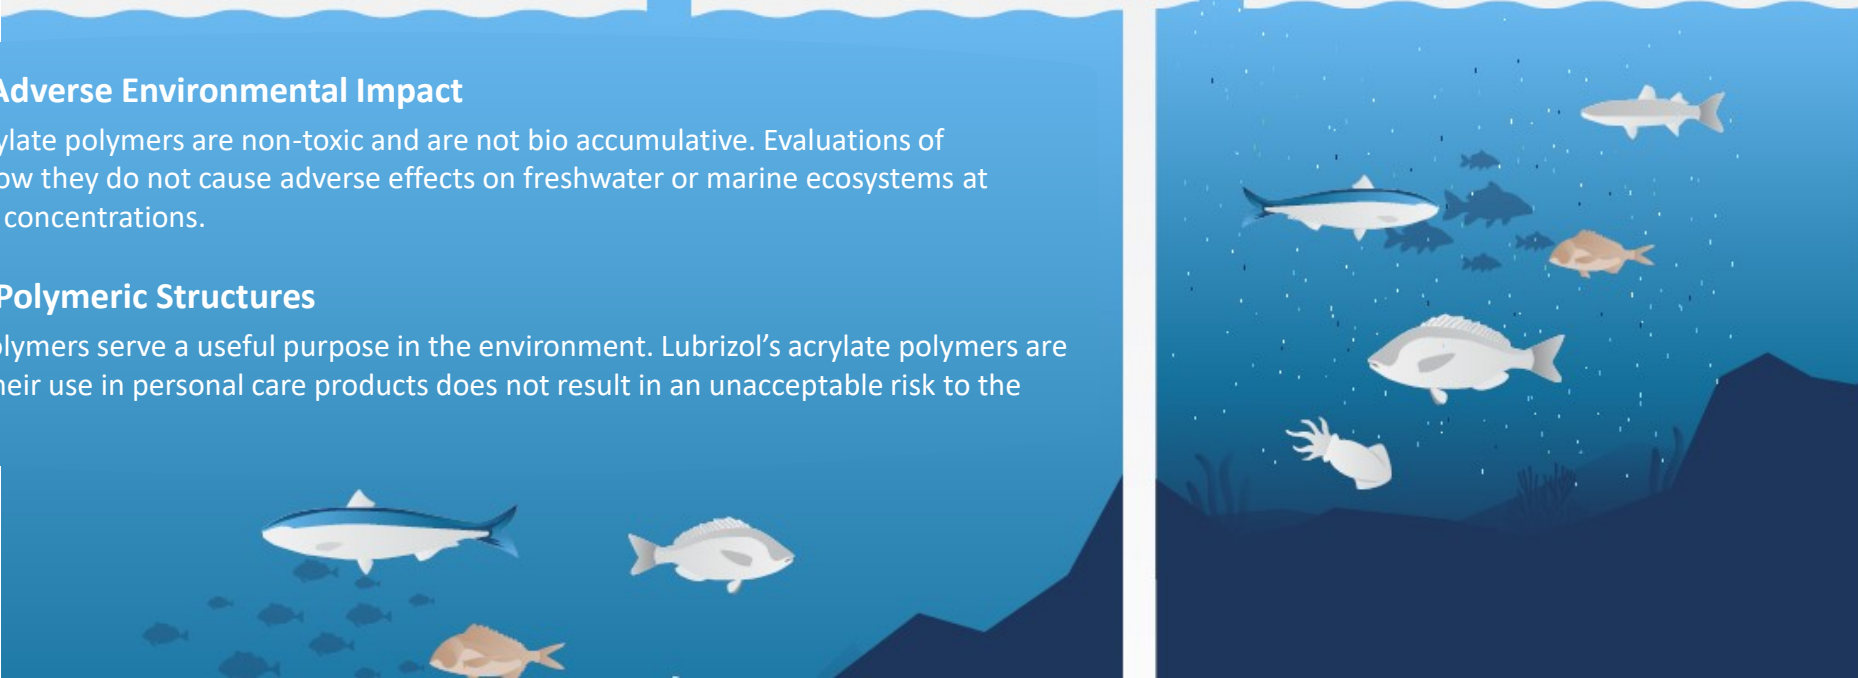 Adverse Environmental Impact
ylate polymers are non-toxic and are not bio accumulative. Evaluations of
ow they do not cause adverse effects on freshwater or marine ecosystems at
concentrations.
Polymeric Structures
olymers serve a useful purpose in the environment. Lubrizol’s acrylate polymers are
heir use in personal care products does not result in an unacceptable risk to the